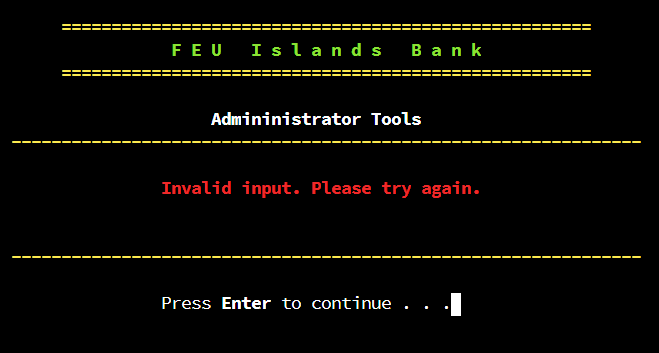 =====================================================
F E U   I s l a n d s   B a n k
=====================================================
Admininistrator Tools
---------------------------------------------------------------
Invalid input. Please try again.
---------------------------------------------------------------
Press Enter to continue . . .